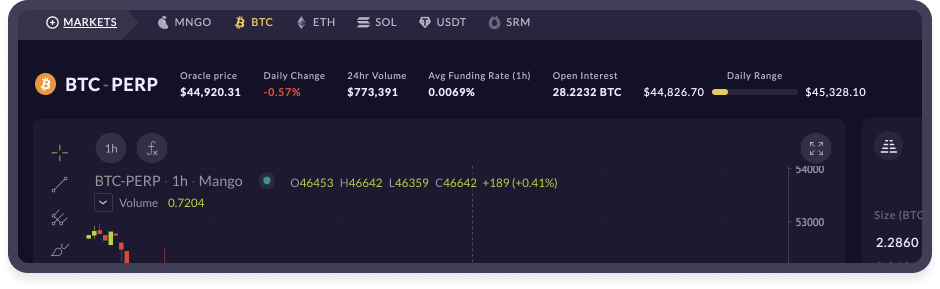 MARKETS MNGO BTC ETH SOL USDT SRM
BTC-PERP
Oracle price
$44,920.31
Daily Change
-0.57%
24hr Volume
$773,391
Avg Funding Rate (1h)
0.0069%
Open Interest
28.2232 BTC
Daily Range
$44,826.70 $45,328.10
1h fx
BTC-PERP · 1h · Mango O46453 H46642 L46359 C46642 +189 (+0.41%)
Volume 0.7204
54000
53000
Size (BTC
2.2860